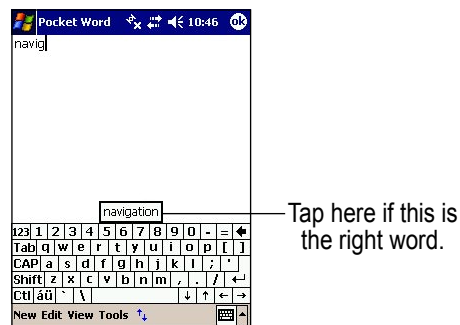 Pocket Word 10:46 ok
navig
navigation
Tap here if this is
the right word.
123 1 2 3 4 5 6 7 8 9 0 - =
Tab q w e r t y u i o p [ ]
CAP a s d f g h j k l ; '
Shift z x c v b n m , . /
Ctl áü ` \ ↓ ↑ ← →
New Edit View Tools